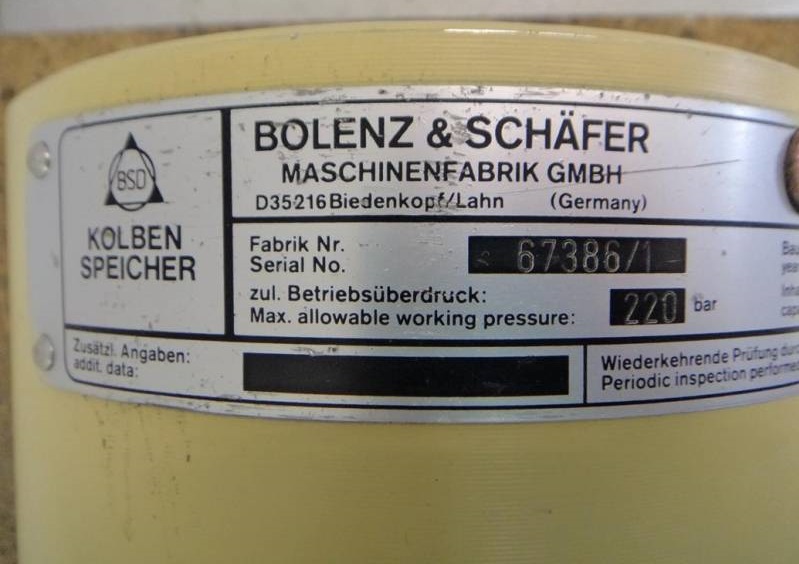 BSD
KOLBEN
SPEICHER
BOLENZ & SCHÄFER
MASCHINENFABRIK GMBH
D35216 Biedenkopf/Lahn (Germany)
Fabrik Nr.
Serial No.
67386/1
zul. Betriebsüberdruck:
Max. allowable working pressure:
220 bar
Zusätzl. Angaben:
addit. data:
Wiederkehrende Prüfung
Periodic inspection performed